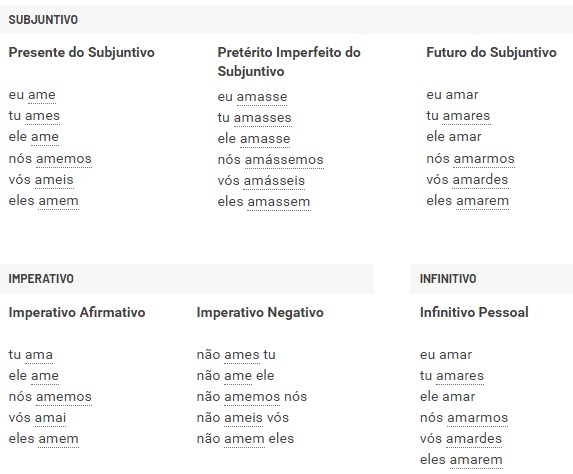 SUBJUNTIVO
Presente do Subjuntivo
eu ame
tu ames
ele ame
nós amemos
vós ameis
eles amem
Pretérito Imperfeito do
Subjuntivo
eu amasse
tu amasses
ele amasse
nós amássemos
vós amásseis
eles amassem
Futuro do Subjuntivo
eu amar
tu amares
ele amar
nós amarmos
vós amardes
eles amarem
IMPERATIVO
Imperativo Afirmativo
tu ama
ele ame
nós amemos
vós amai
eles amem
Imperativo Negativo
não ames tu
não ame ele
não amemos nós
não ameis vós
não amem eles
INFINITIVO
Infinitivo Pessoal
eu amar
tu amares
ele amar
nós amarmos
vós amardes
eles amarem